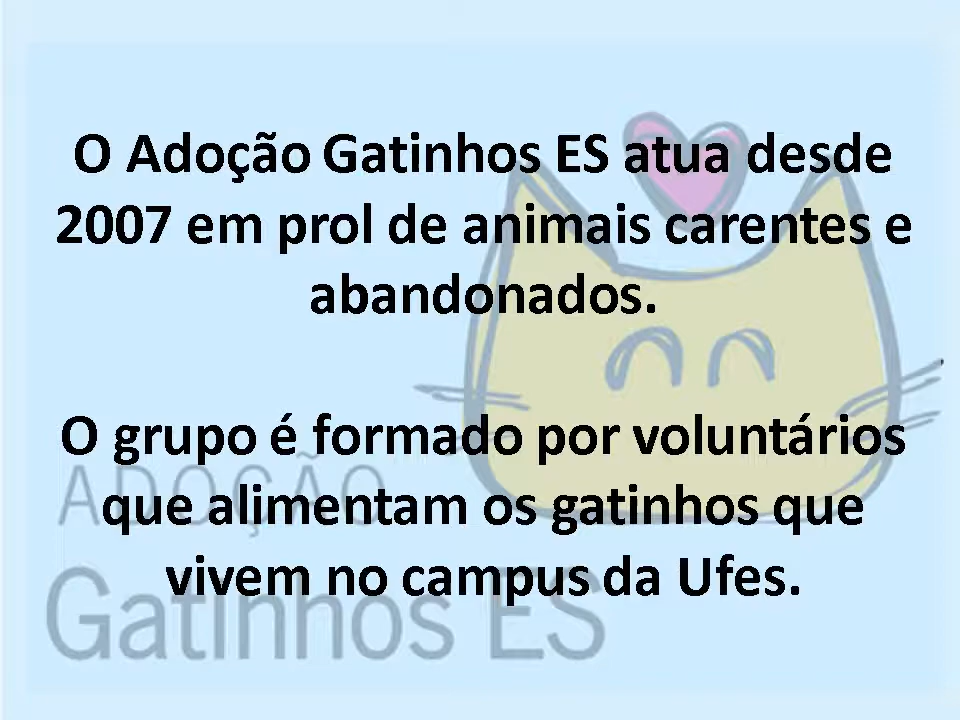 O Adoção Gatinhos ES atua desde
2007 em prol de animais carentes e
abandonados.
O grupo é formado por voluntários
que alimentam os gatinhos que
vivem no campus da Ufes.
ADOÇÃO
Gatinhos ES